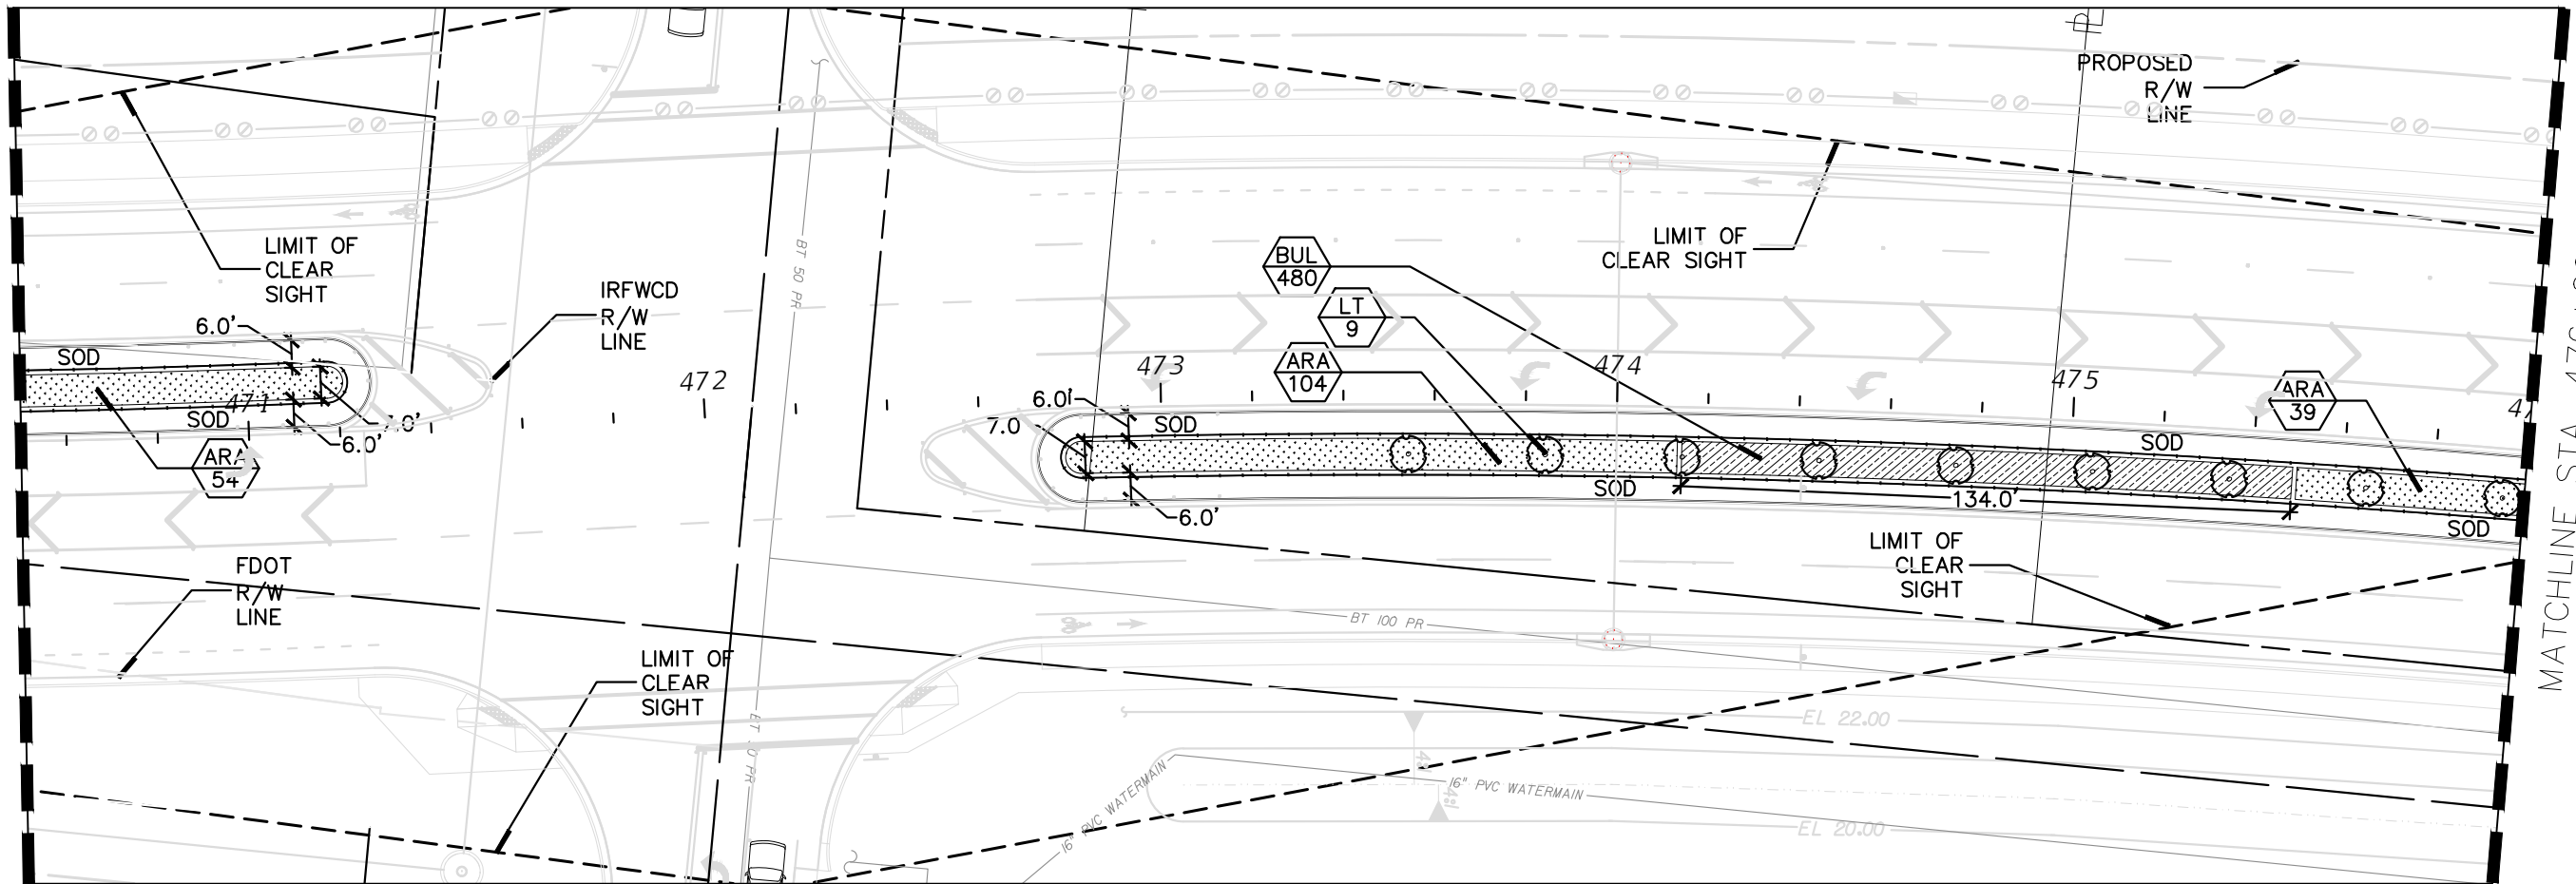 PROPOSED
R/W
LINE
LIMIT OF
CLEAR
SIGHT
IRFWCD
R/W
LINE
BT 50 PR
BUL
480
LT
9
ARA
104
LIMIT OF
CLEAR SIGHT
6.0'
SOD
471
SOD
7.0'
6.0'
ARA
54
472
473
474
475
ARA
39
6.0'
7.0
SOD
SOD
SOD
134.0'
6.0'
SOD
FDOT
R/W
LINE
LIMIT OF
CLEAR
SIGHT
LIMIT OF
CLEAR
SIGHT
BT 100 PR
EL 22.00
16" PVC WATERMAIN
16" PVC WATERMAIN
EL 20.00
MATCHLINE STA